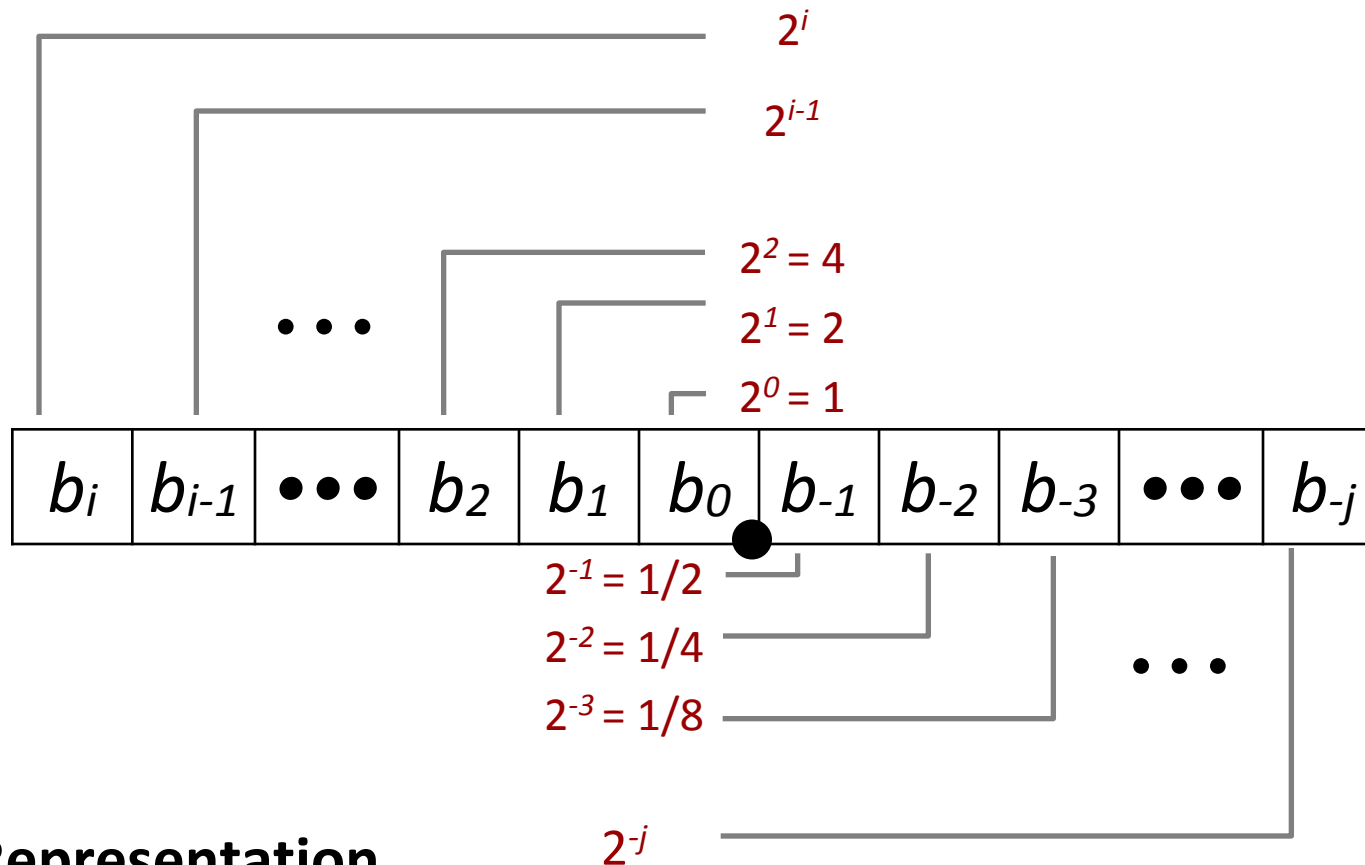 2^i
2^{i-1}
•••
2^2 = 4
2^1 = 2
2^0 = 1
b_i b_{i-1} ••• b_2 b_1 b_0 . b_{-1} b_{-2} b_{-3} ••• b_{-j}
2^{-1} = 1/2
2^{-2} = 1/4
•••
2^{-3} = 1/8
2^{-j}
Representation